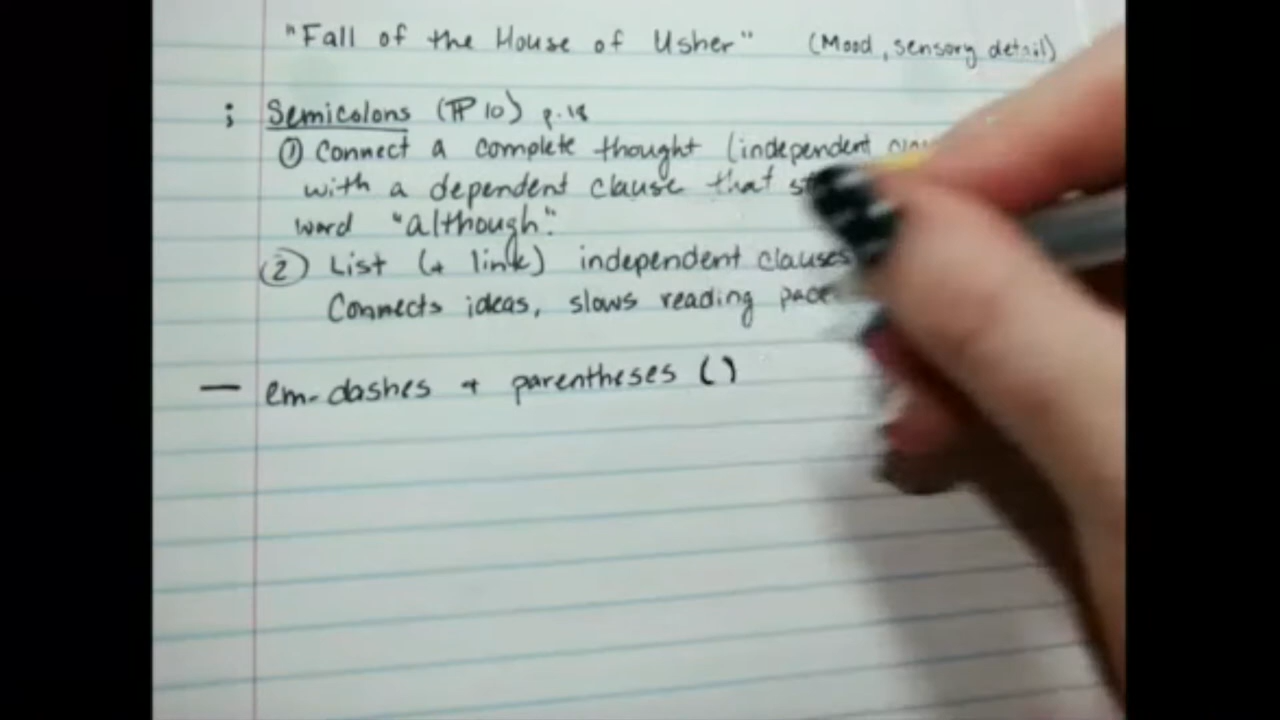 "Fall of the House of Usher" (Mood, sensory detail)
; Semicolons (¶ 10) p. 18
① Connect a complete thought (independent
with a dependent clause that
word "although".
② List (+ link) independent clauses
Connects ideas, slows reading pace
— em-dashes + parentheses ()